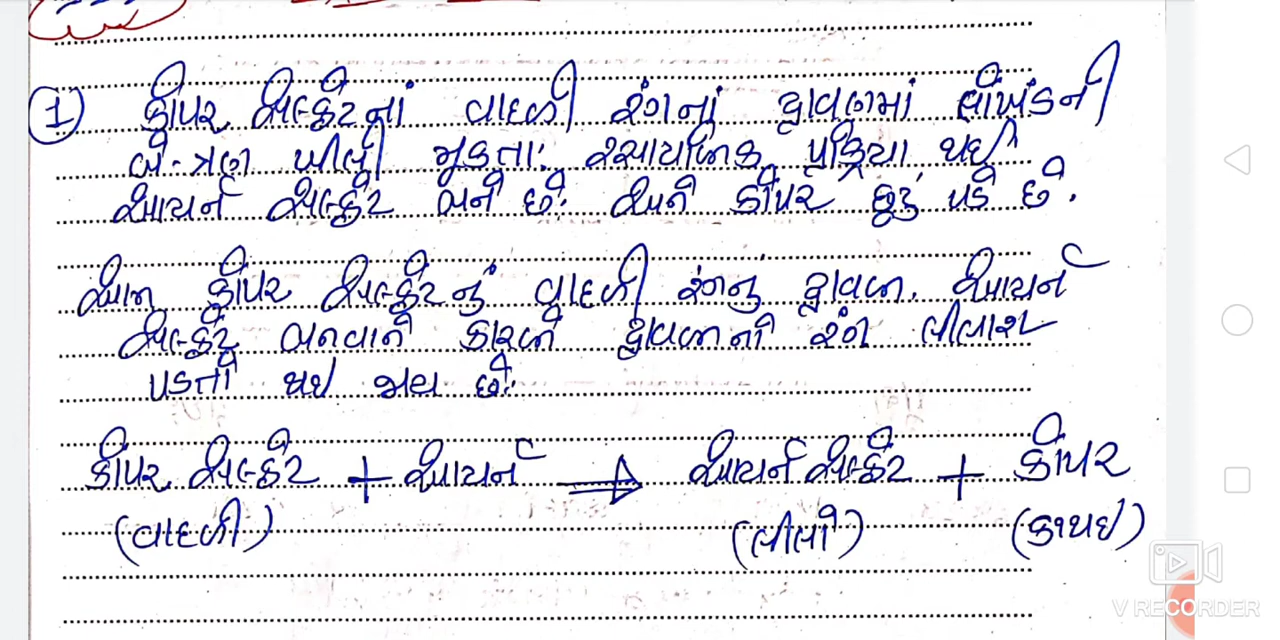 ① કોપર સલ્ફેટનાં વાદળી રંગનાં દ્રાવણમાં લોખંડની
બે-ત્રણ ખીલી મૂકતા: રસાયણિક પ્રક્રિયા થઈ
આયર્ન સલ્ફેટ બને છે. અને કોપર છૂટું પડે છે.
આમ કોપર સલ્ફેટનું વાદળી રંગનું દ્રાવણ, આયર્ન
સલ્ફેટ બનવાને કારણે દ્રાવણનો રંગ લીલાશ
પડતો થઈ જાય છે.
કોપર સલ્ફેટ + આયર્ન → આયર્ન સલ્ફેટ + કોપર
(વાદળી) (લીલો) (કથ્થઈ)
V RECORDER